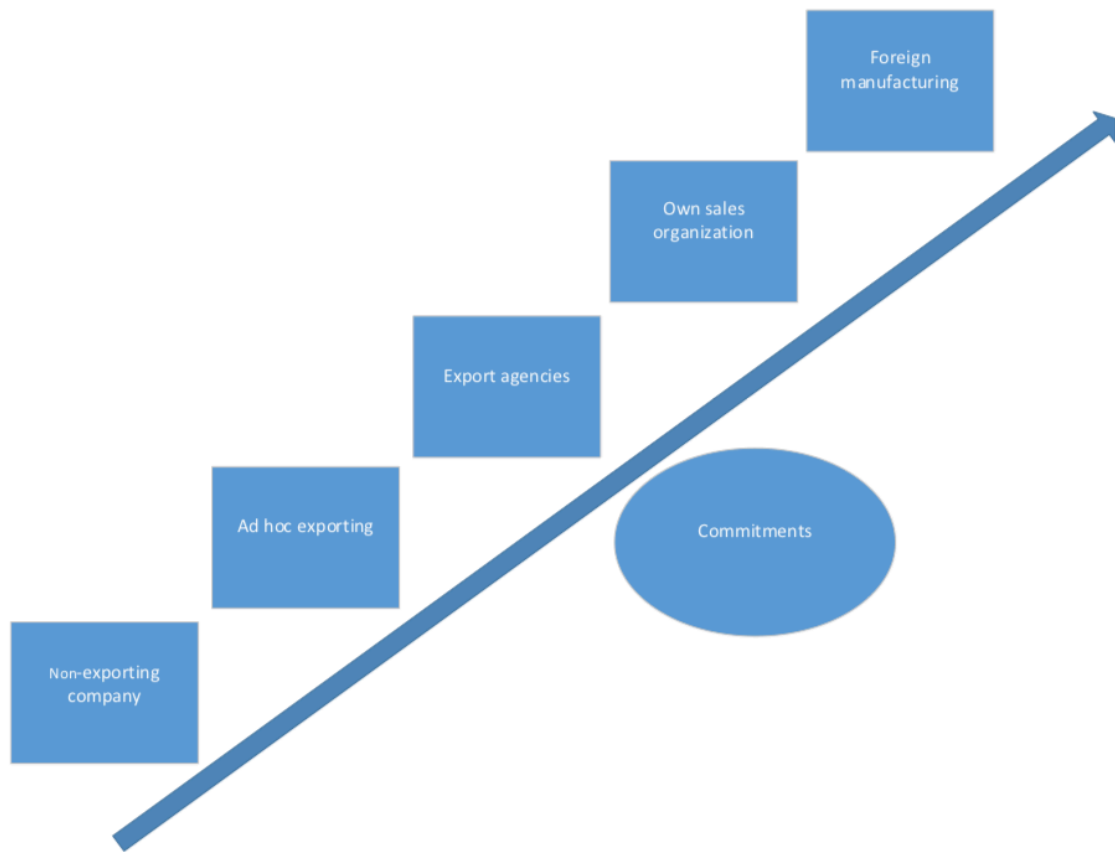 Foreign
manufacturing
Own sales
organization
Export agencies
Commitments
Ad hoc exporting
Non-exporting
company